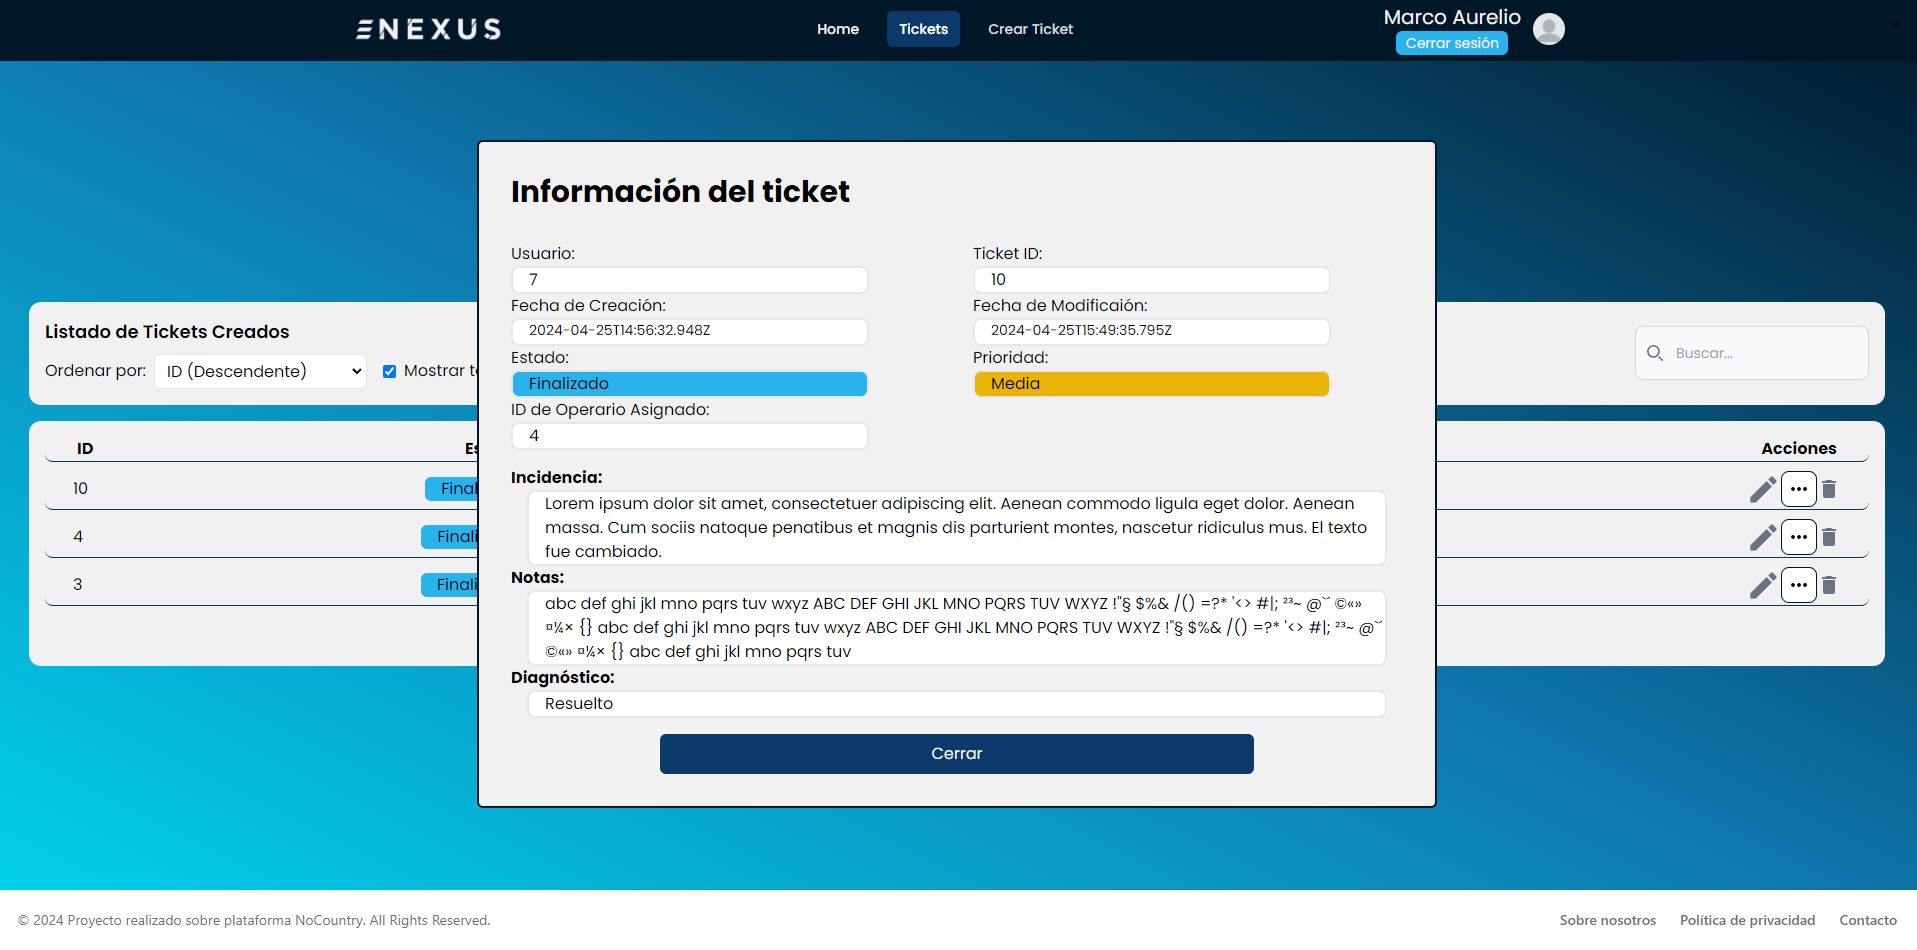 NEXUS
Home
Tickets
Crear Ticket
Marco Aurelio
Cerrar sesión
Información del ticket
Usuario:
7
Ticket ID:
10
Fecha de Creación:
2024-04-25T14:56:32.948Z
Fecha de Modificaión:
2024-04-25T15:49:35.795Z
Estado:
Finalizado
Prioridad:
Media
ID de Operario Asignado:
4
Incidencia:
Lorem ipsum dolor sit amet, consectetuer adipiscing elit. Aenean commodo ligula eget dolor. Aenean
massa. Cum sociis natoque penatibus et magnis dis parturient montes, nascetur ridiculus mus. El texto
fue cambiado.
Notas:
abc def ghi jkl mno pqrs tuv wxyz ABC DEF GHI JKL MNO PQRS TUV WXYZ !"§ $%& /() =?* '<> #|; ²³~ @`´ ©«»
¤¼× {} abc def ghi jkl mno pqrs tuv wxyz ABC DEF GHI JKL MNO PQRS TUV WXYZ !"§ $%& /() =?* '<> #|; ²³~ @`´
©«» ¤¼× {} abc def ghi jkl mno pqrs tuv
Diagnóstico:
Resuelto
Cerrar
Listado de Tickets Creados
Ordenar por:
ID (Descendente)
Mostrar
Buscar...
ID
Acciones
10
4
3
© 2024 Proyecto realizado sobre plataforma NoCountry. All Rights Reserved.
Sobre nosotros
Política de privacidad
Contacto